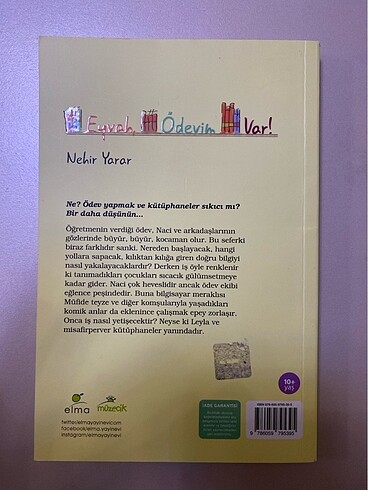 Eyvah, Ödevim Var!
Nehir Yarar
Ne? Ödev yapmak ve kütüphaneler sıkıcı mı?
Bir daha düşünün...
Öğretmenin verdiği ödev, Naci ve arkadaşlarının
gözlerinde büyür, büyür, kocaman olur. Bu seferki
biraz farklıdır sanki. Nereden başlayacak, hangi
yollara sapacak, kılıktan kılığa giren doğru bilgiyi
nasıl yakalayacaklardır? Derken iş öyle renklenir
ki tanımadıkları çocukları sıcacık gülümsetmeye
kadar gider. Naci çok heveslidir ancak ödev ekibi
eğlence peşindedir. Buna bilgisayar meraklısı
Müfide teyze ve diğer komşularıyla yaşadıkları
komik anlar da eklenince çalışmak epey zorlaşır.
Onca iş nasıl yetişecektir? Neyse ki Leyla ve
misafirperver kütüphaneler yanındadır.
10+
yaş
elma
müzecik
twitter/elmayayinevicom
facebook/elma.yayinevi
instagram/elmayayinevi